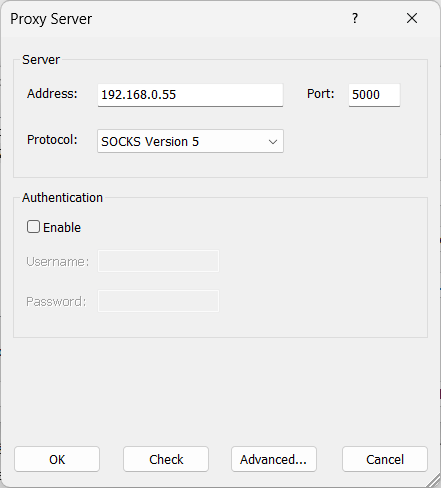 Proxy Server ?
Server
Address: 192.168.0.55 Port: 5000
Protocol: SOCKS Version 5
Authentication
Enable
Username:
Password:
OK Check Advanced... Cancel